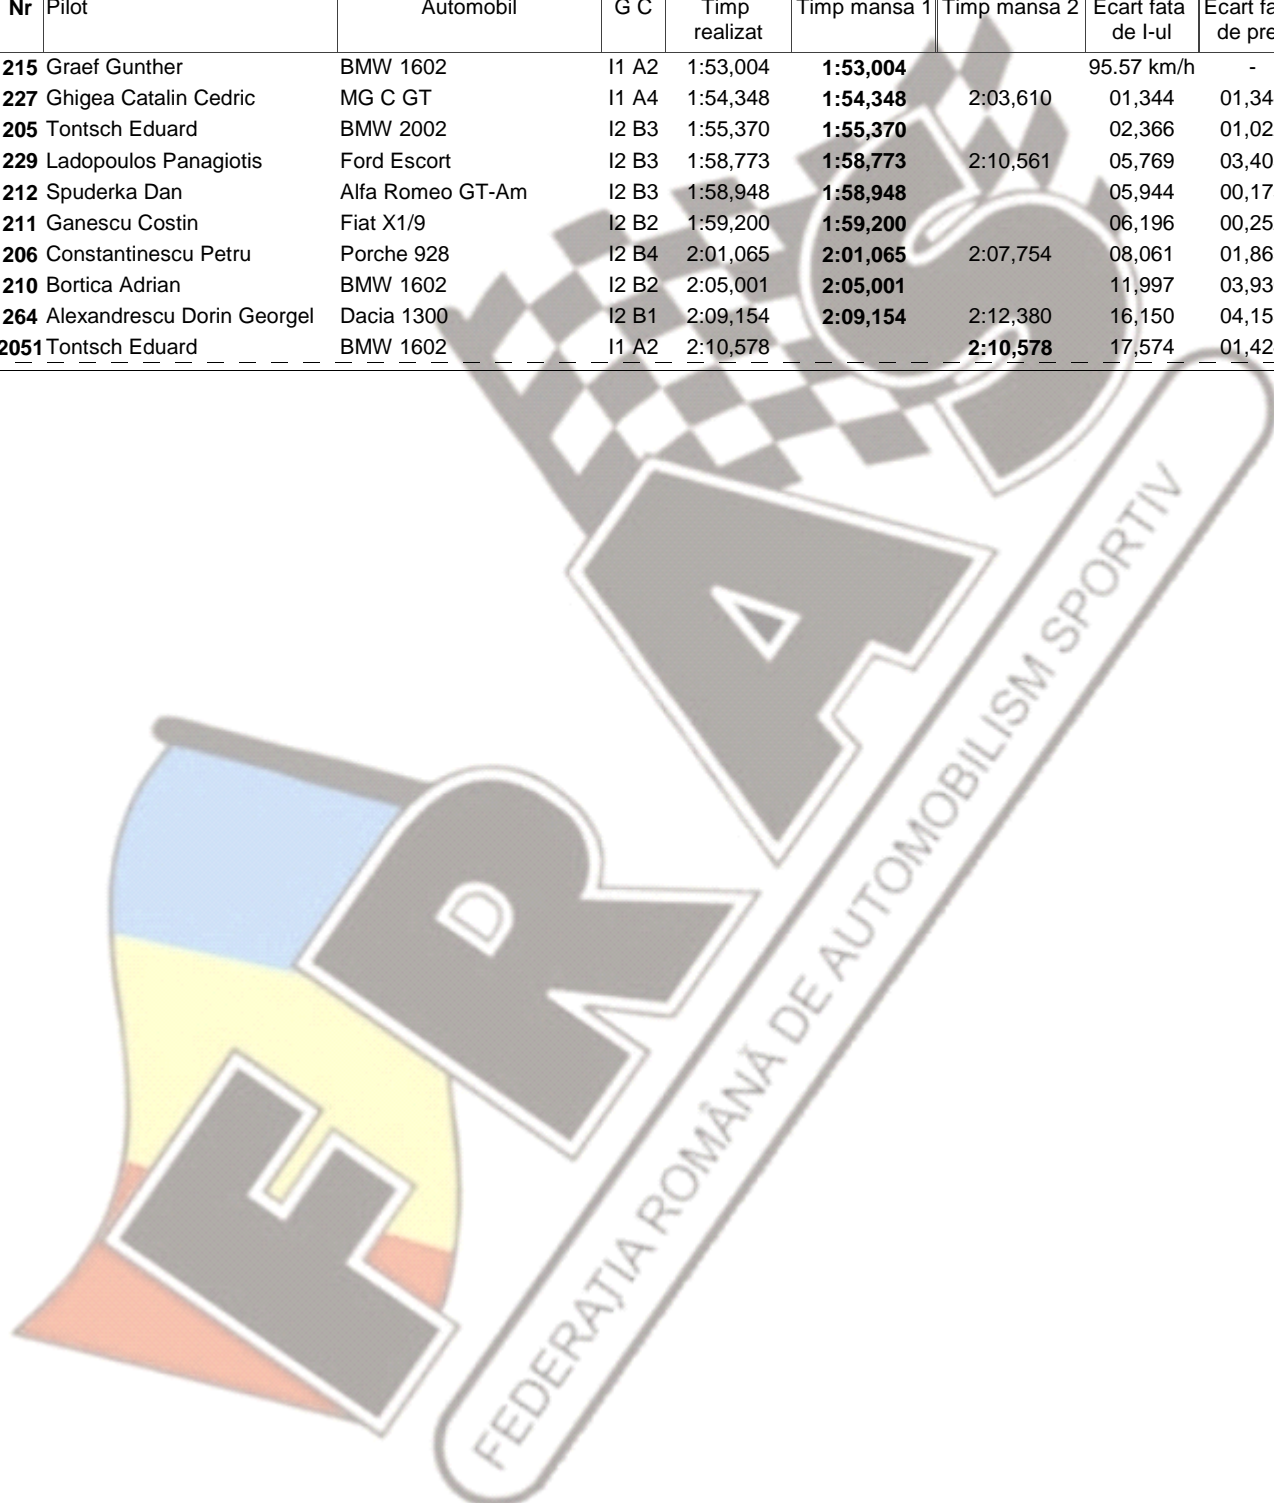 Nr Pilot Automobil G C Timp realizat Timp mansa 1 Timp mansa 2 Ecart fata de I-ul Ecart fa de pre
215 Graef Gunther BMW 1602 I1 A2 1:53,004 1:53,004 95.57 km/h -
227 Ghigea Catalin Cedric MG C GT I1 A4 1:54,348 1:54,348 2:03,610 01,344 01,34
205 Tontsch Eduard BMW 2002 I2 B3 1:55,370 1:55,370 02,366 01,02
229 Ladopoulos Panagiotis Ford Escort I2 B3 1:58,773 1:58,773 2:10,561 05,769 03,40
212 Spuderka Dan Alfa Romeo GT-Am I2 B3 1:58,948 1:58,948 05,944 00,17
211 Ganescu Costin Fiat X1/9 I2 B2 1:59,200 1:59,200 06,196 00,25
206 Constantinescu Petru Porche 928 I2 B4 2:01,065 2:01,065 2:07,754 08,061 01,86
210 Bortica Adrian BMW 1602 I2 B2 2:05,001 2:05,001 11,997 03,93
264 Alexandrescu Dorin Georgel Dacia 1300 I2 B1 2:09,154 2:09,154 2:12,380 16,150 04,15
2051 Tontsch Eduard BMW 1602 I1 A2 2:10,578 2:10,578 17,574 01,42
FRAS
FEDERAŢIA ROMÂNĂ DE AUTOMOBILISM SPORTIV